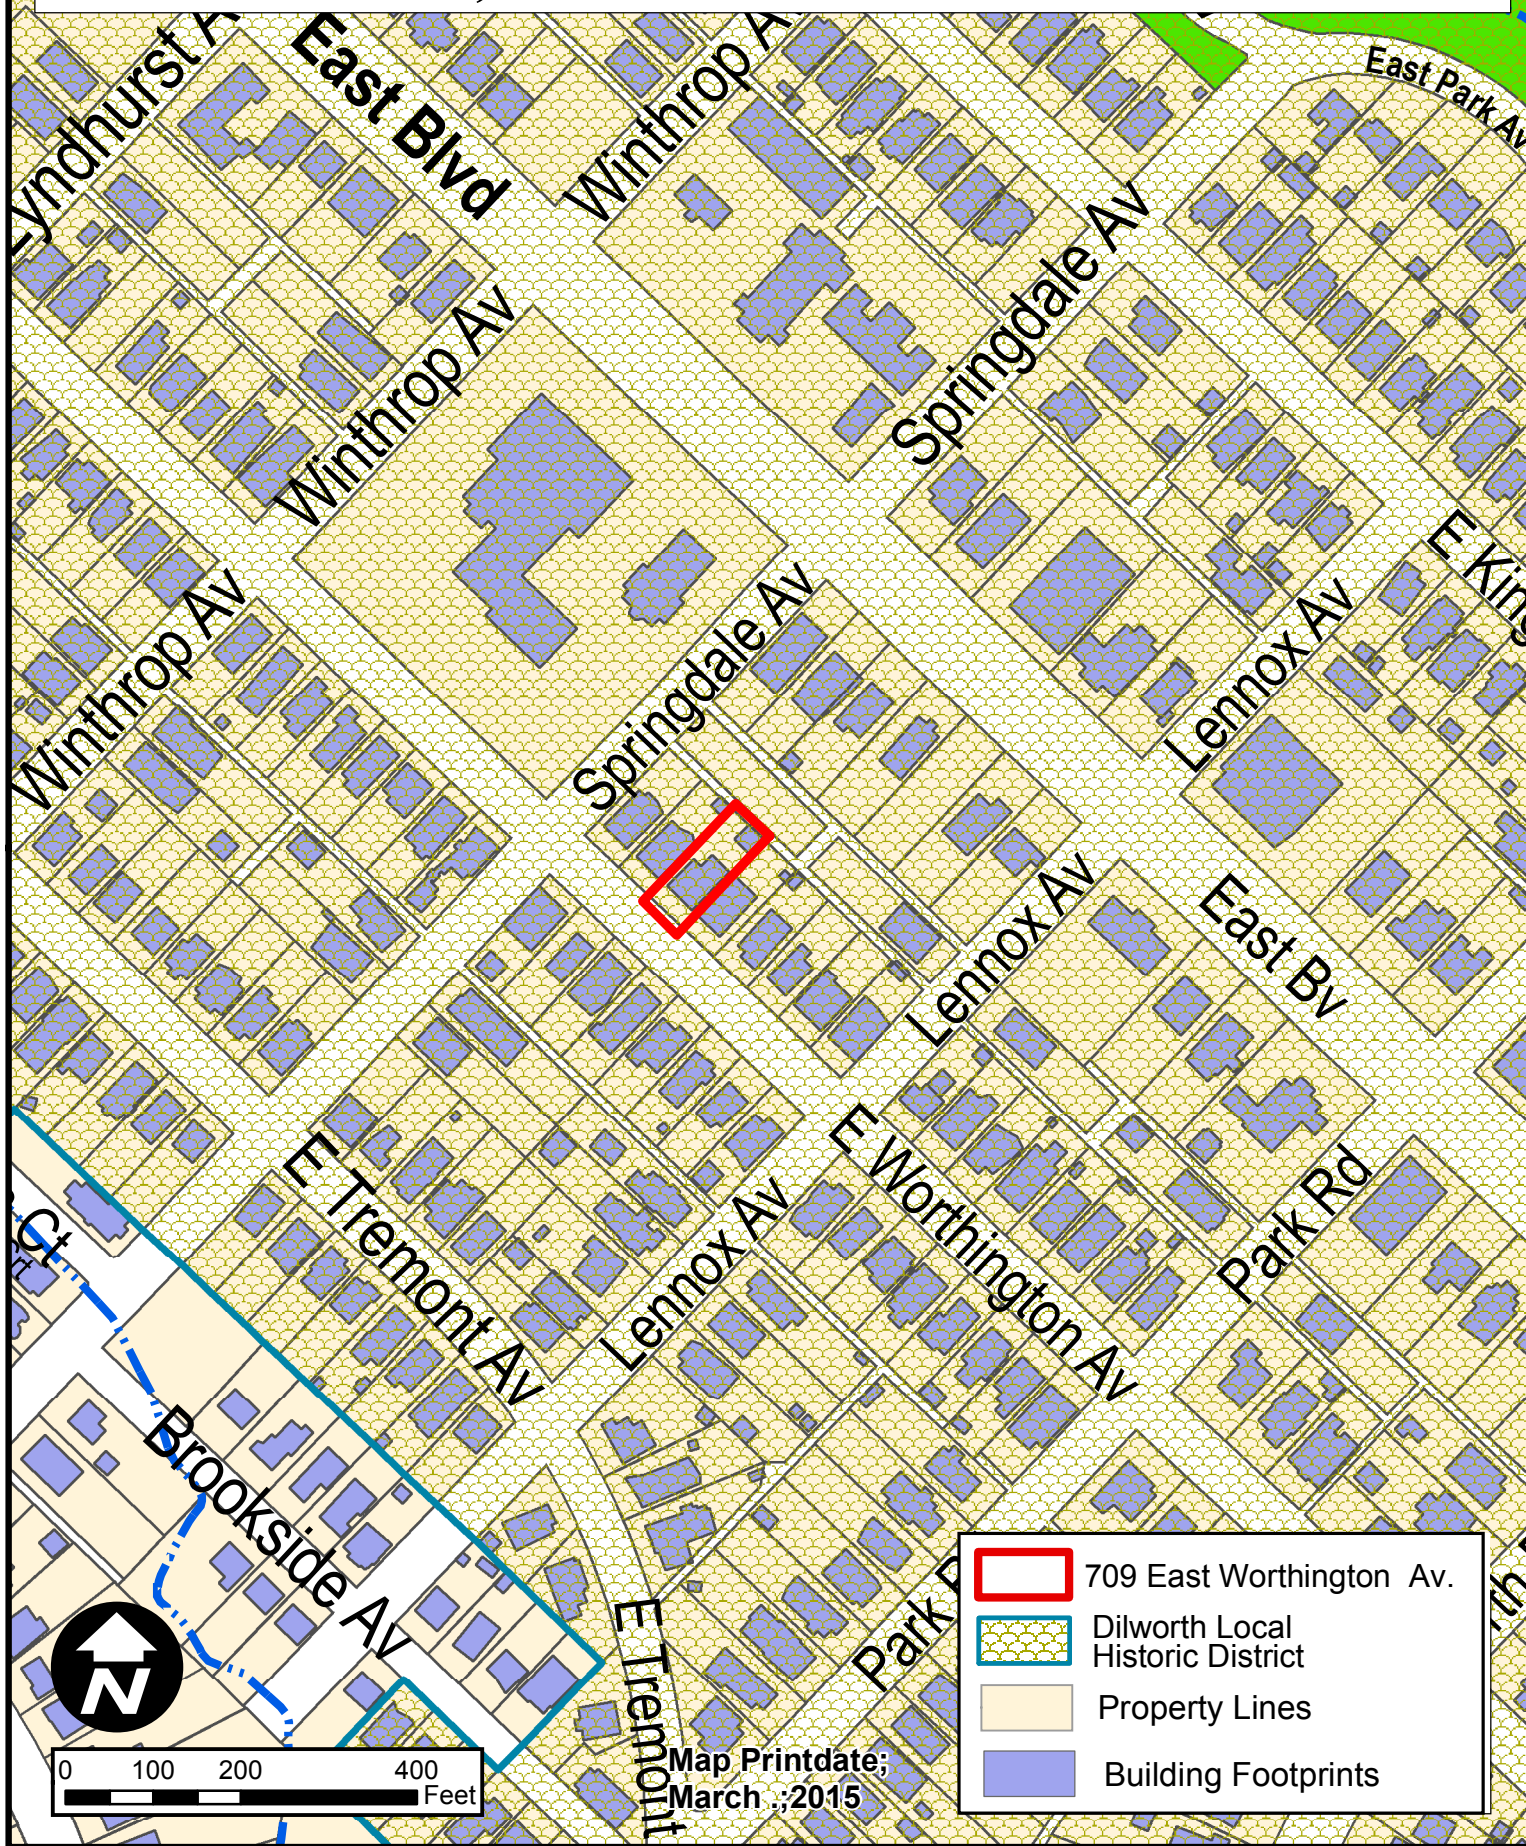 Lyndhurst A
East Blvd
Winthrop A
East Park Av
Springdale Av
Winthrop Av
E King
Springdale Av
Lennox Av
Winthrop Av
Lennox Av
East Bv
E Worthington Av
Park Rd
E Tremont Av
Lennox Av
Ct
Brookside Av
E Tremont
Park R
N
0 100 200 400
Feet
Map Printdate;
March .;2015
709 East Worthington Av.
Dilworth Local
Historic District
Property Lines
Building Footprints